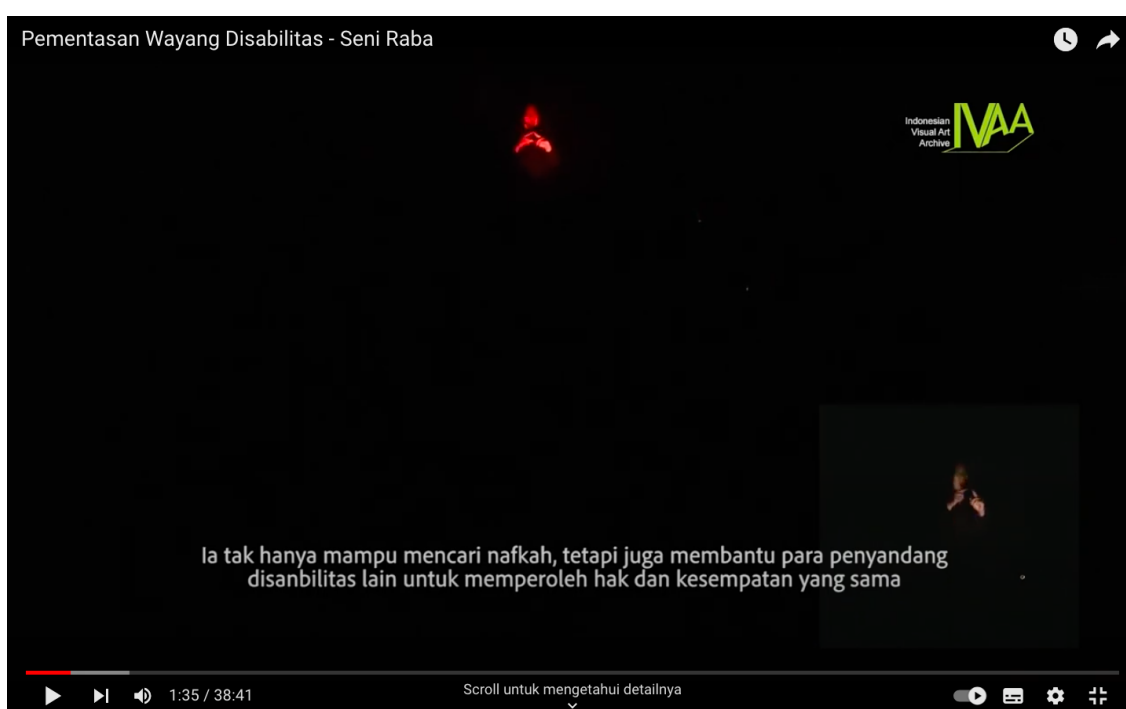 Pementasan Wayang Disabilitas - Seni Raba
Indonesian
Visual Art
Archive
IVAA
Ia tak hanya mampu mencari nafkah, tetapi juga membantu para penyandang
disanbilitas lain untuk memperoleh hak dan kesempatan yang sama
1:35 / 38:41
Scroll untuk mengetahui detailnya